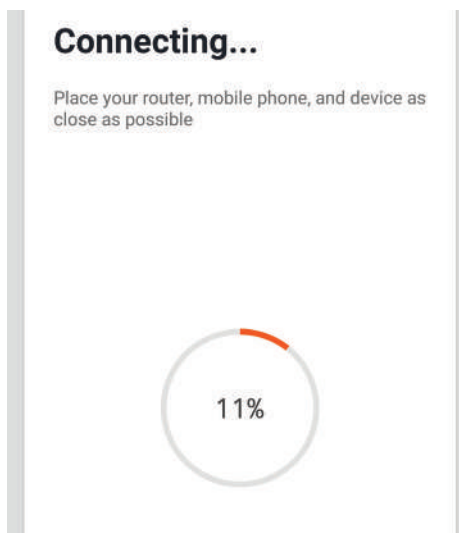 Connecting...
Place your router, mobile phone, and device as
close as possible
11%